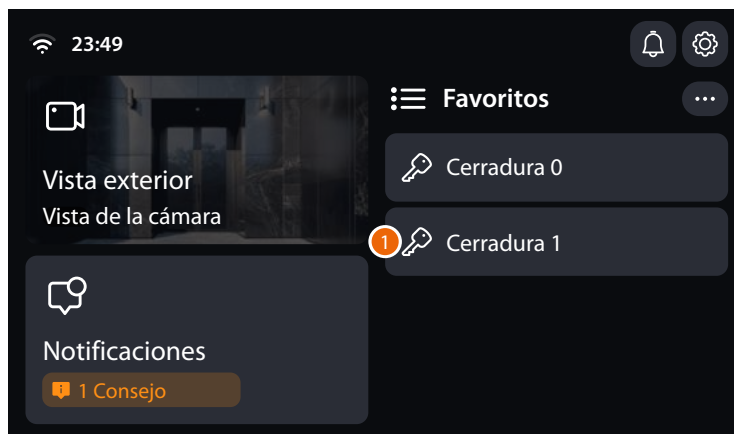 23:49
Vista exterior
Vista de la cámara
Notificaciones
1 Consejo
Favoritos
Cerradura 0
1
Cerradura 1